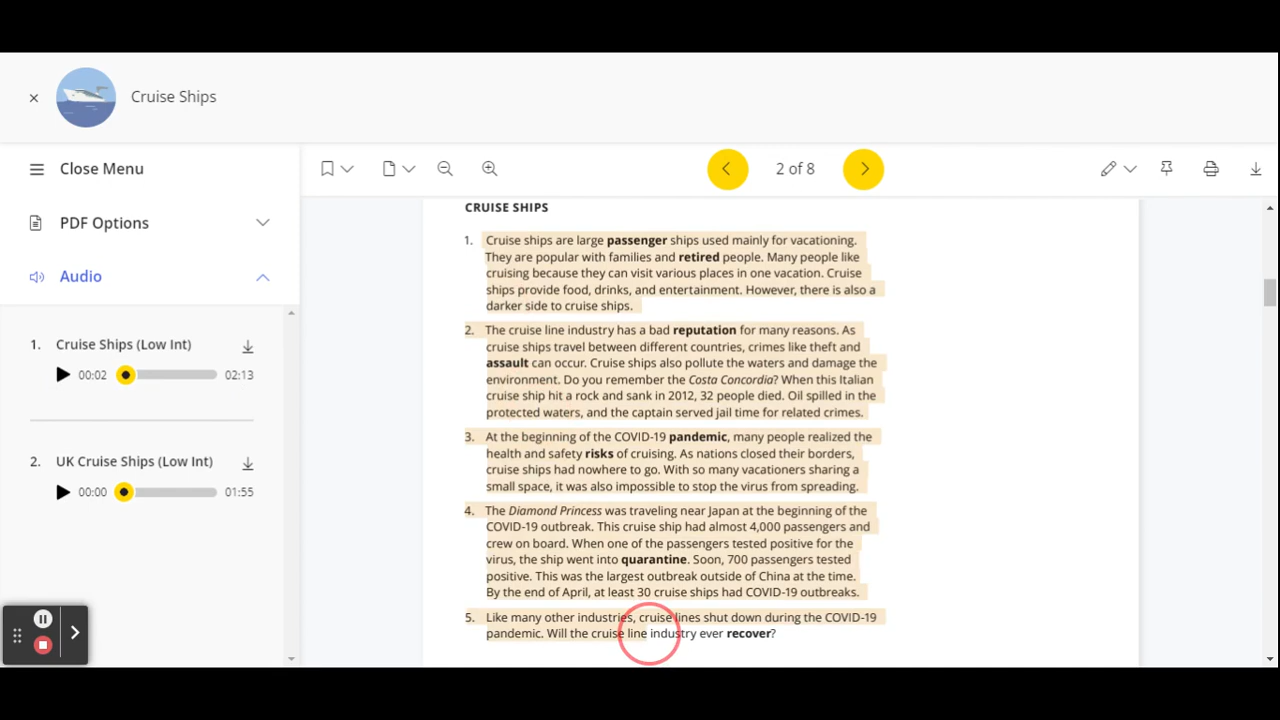 Cruise Ships
Close Menu
2 of 8
PDF Options
Audio
1. Cruise Ships (Low Int)
00:02 02:13
2. UK Cruise Ships (Low Int)
00:00 01:55
CRUISE SHIPS
1. Cruise ships are large passenger ships used mainly for vacationing.
They are popular with families and retired people. Many people like
cruising because they can visit various places in one vacation. Cruise
ships provide food, drinks, and entertainment. However, there is also a
darker side to cruise ships.
2. The cruise line industry has a bad reputation for many reasons. As
cruise ships travel between different countries, crimes like theft and
assault can occur. Cruise ships also pollute the waters and damage the
environment. Do you remember the Costa Concordia? When this Italian
cruise ship hit a rock and sank in 2012, 32 people died. Oil spilled in the
protected waters, and the captain served jail time for related crimes.
3. At the beginning of the COVID-19 pandemic, many people realized the
health and safety risks of cruising. As nations closed their borders,
cruise ships had nowhere to go. With so many vacationers sharing a
small space, it was also impossible to stop the virus from spreading.
4. The Diamond Princess was traveling near Japan at the beginning of the
COVID-19 outbreak. This cruise ship had almost 4,000 passengers and
crew on board. When one of the passengers tested positive for the
virus, the ship went into quarantine. Soon, 700 passengers tested
positive. This was the largest outbreak outside of China at the time.
By the end of April, at least 30 cruise ships had COVID-19 outbreaks.
5. Like many other industries, cruise lines shut down during the COVID-19
pandemic. Will the cruise line industry ever recover?